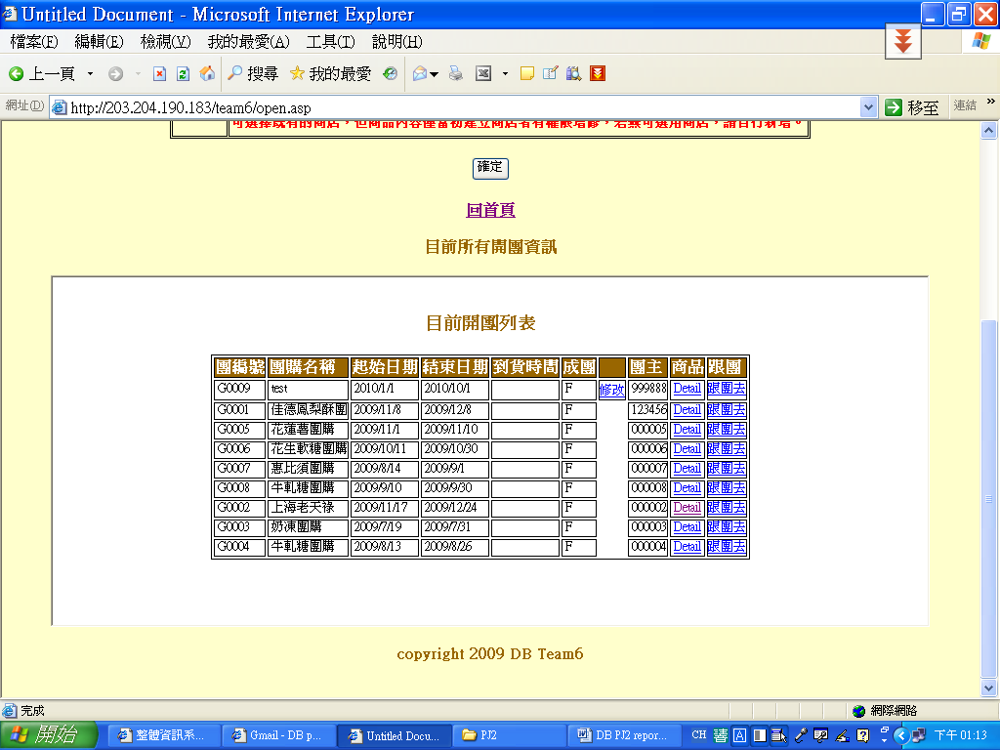 Untitled Document - Microsoft Internet Explorer
檔案(F) 編輯(E) 檢視(V) 我的最愛(A) 工具(T) 說明(H)
上一頁 搜尋 我的最愛
網址(D) http://203.204.190.183/team6/open.asp 移至 連結 »
可選擇既有的商店，但商品內容僅當初建立商店者有權限增修，若無可選用商店，請自行新增。
確定
回首頁
目前所有開團資訊
目前開團列表
團編號 團購名稱 起始日期 結束日期 到貨時間 成團 團主 商品 跟團
G0009 test 2010/1/1 2010/10/1 F 修改 999888 Detail 跟團去
G0001 佳德鳳梨酥團 2009/11/8 2009/12/8 F 123456 Detail 跟團去
G0005 花蓮薯團購 2009/11/1 2009/11/10 F 000005 Detail 跟團去
G0006 花生軟糖團購 2009/10/11 2009/10/30 F 000006 Detail 跟團去
G0007 惠比須團購 2009/8/14 2009/9/1 F 000007 Detail 跟團去
G0008 牛軋糖團購 2009/9/10 2009/9/30 F 000008 Detail 跟團去
G0002 上海老天祿 2009/11/17 2009/12/24 F 000002 Detail 跟團去
G0003 奶凍團購 2009/7/19 2009/7/31 F 000003 Detail 跟團去
G0004 牛軋糖團購 2009/8/13 2009/8/26 F 000004 Detail 跟團去
copyright 2009 DB Team6
完成 網際網路
開始 整體資訊系... Gmail - DB p... Untitled Docu... PJ2 DB PJ2 repor... CH A 下午 01:13